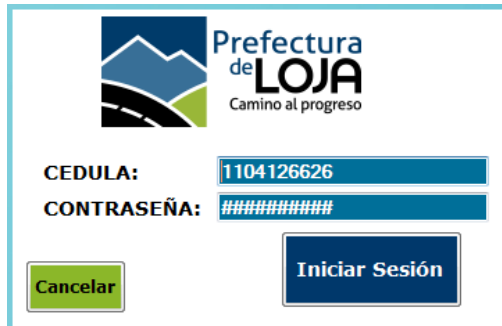 Prefectura
de LOJA
Camino al progreso
CEDULA: 1104126626
CONTRASEÑA: ##########
Cancelar
Iniciar Sesión